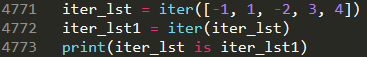 4771 iter_lst = iter([-1, 1, -2, 3, 4])
4772 iter_lst1 = iter(iter_lst)
4773 print(iter_lst is iter_lst1)